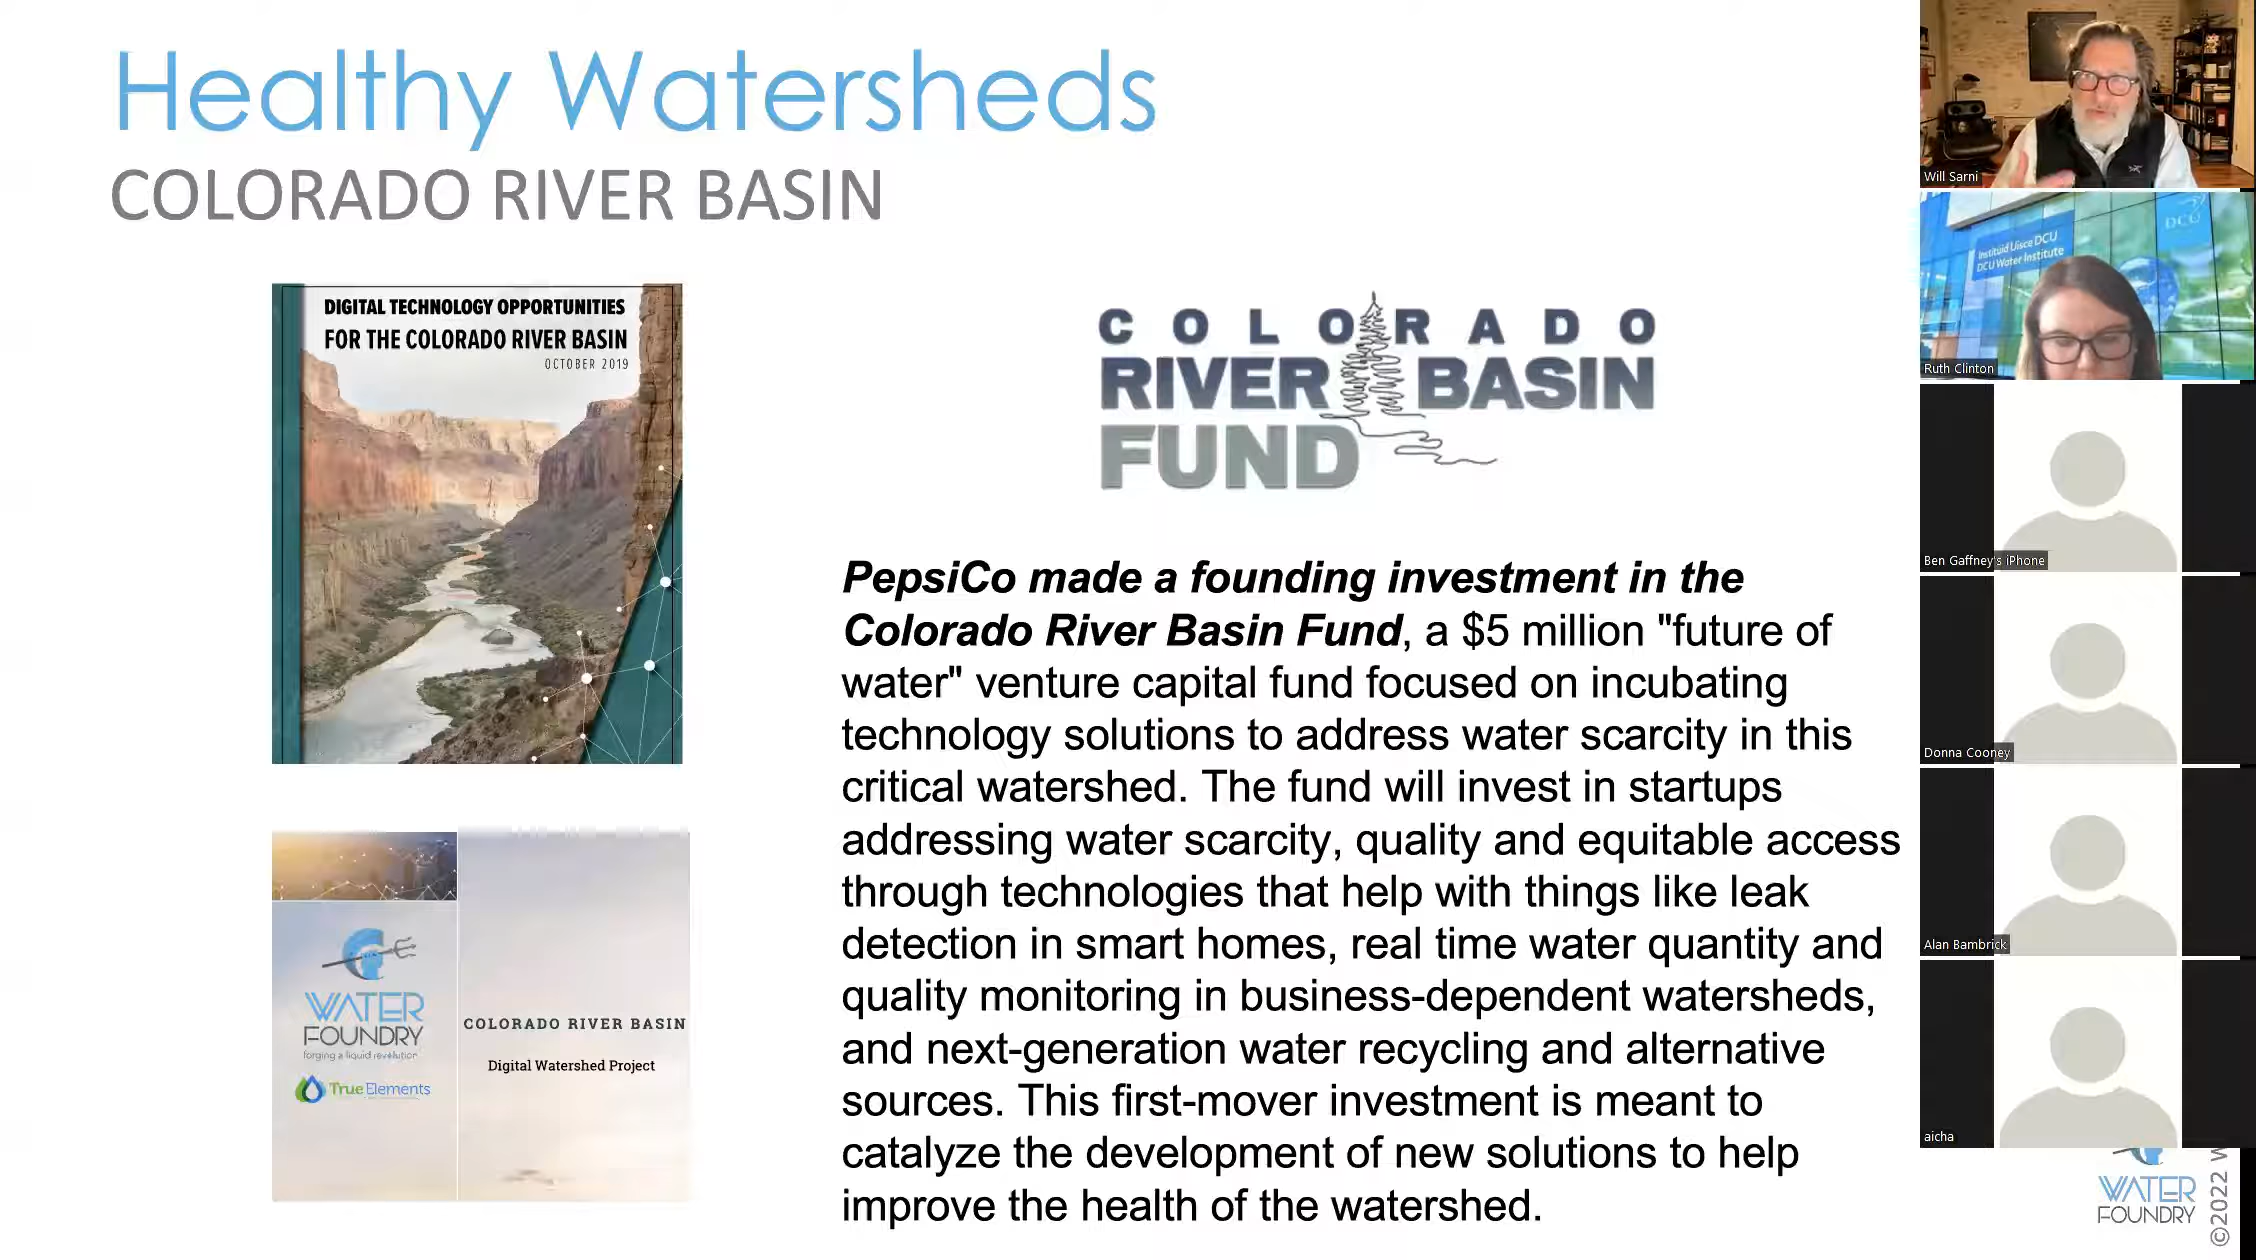 Healthy Watersheds
COLORADO RIVER BASIN
DIGITAL TECHNOLOGY OPPORTUNITIES
FOR THE COLORADO RIVER BASIN
OCTOBER 2019
COLORADO
RIVER BASIN
FUND
PepsiCo made a founding investment in the
Colorado River Basin Fund, a $5 million "future of
water" venture capital fund focused on incubating
technology solutions to address water scarcity in this
critical watershed. The fund will invest in startups
addressing water scarcity, quality and equitable access
through technologies that help with things like leak
detection in smart homes, real time water quantity and
quality monitoring in business-dependent watersheds,
and next-generation water recycling and alternative
sources. This first-mover investment is meant to
catalyze the development of new solutions to help
improve the health of the watershed.
WATER
FOUNDRY
forging a liquid revolution
True Elements
COLORADO RIVER BASIN
Digital Watershed Project
Will Sarni
Instituid Uisce DCU
DCU Water Institute
DCU
Ruth Clinton
Ben Gaffney's iPhone
Donna Cooney
Alan Bambrick
aicha
WATER
FOUNDRY
©2022 W